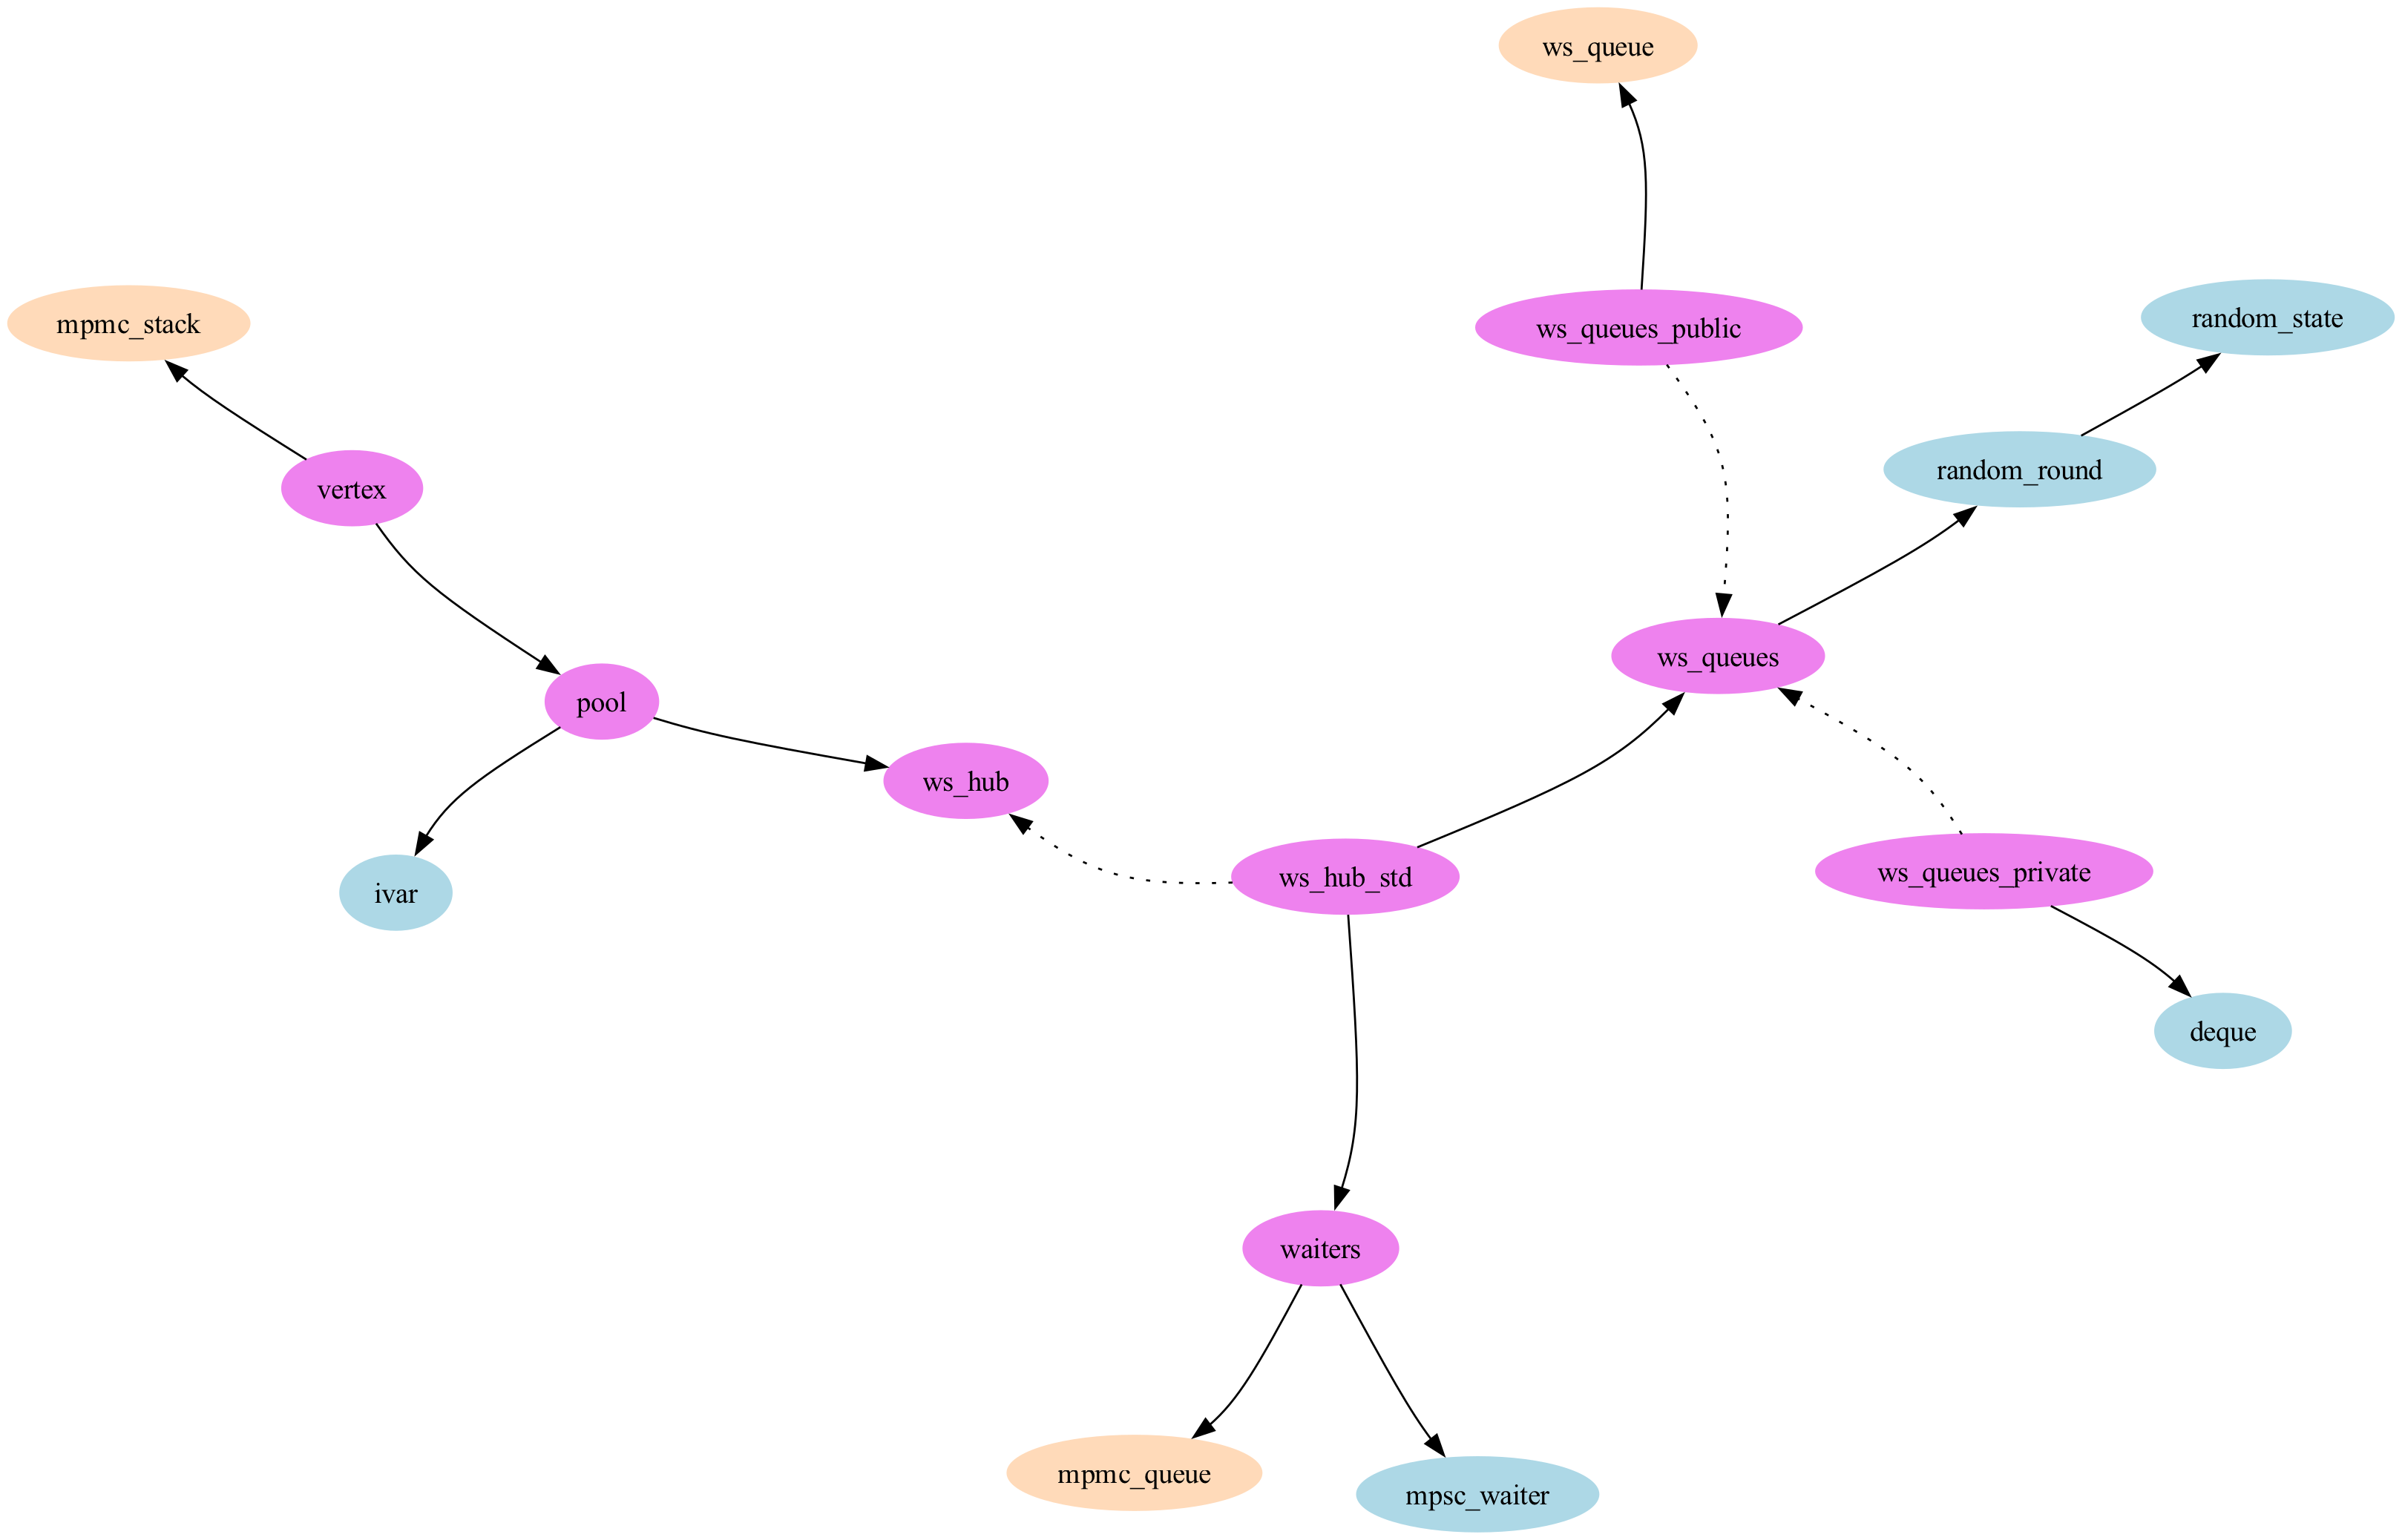 ws_queue
mpmc_stack
ws_queues_public
random_state
vertex
random_round
ws_queues
pool
ws_hub
ws_hub_std
ws_queues_private
ivar
deque
waiters
mpmc_queue
mpsc_waiter